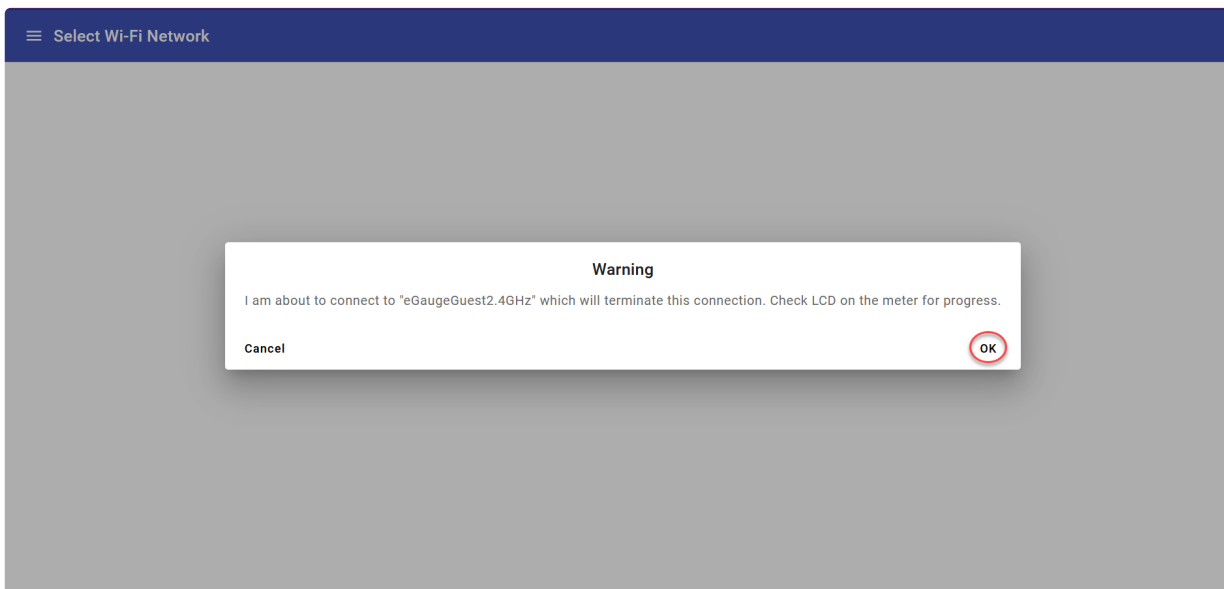 Select Wi-Fi Network
Warning
I am about to connect to "eGaugeGuest2.4GHz" which will terminate this connection. Check LCD on the meter for progress.
Cancel
OK